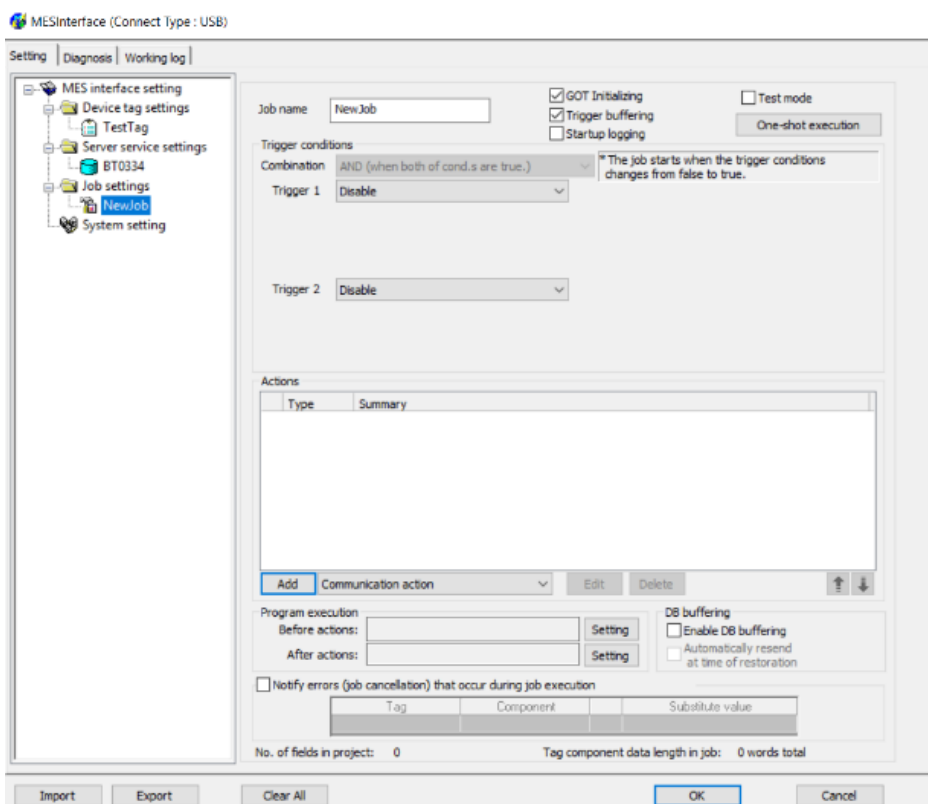 MESInterface (Connect Type : USB)
Setting Diagnosis Working log
MES interface setting
Device tag settings
TestTag
Server service settings
BT0334
Job settings
NewJob
System setting
Job name NewJob
GOT Initializing
Trigger buffering
Startup logging
Test mode
One-shot execution
Trigger conditions
Combination AND (when both of cond.s are true.)
* The job starts when the trigger conditions
changes from false to true.
Trigger 1 Disable
Trigger 2 Disable
Actions
Type Summary
Add Communication action Edit Delete
Program execution
Before actions: Setting
After actions: Setting
DB buffering
Enable DB buffering
Automatically resend
at time of restoration
Notify errors (job cancellation) that occur during job execution
Tag Component Substitute value
No. of fields in project: 0 Tag component data length in job: 0 words total
Import Export Clear All OK Cancel